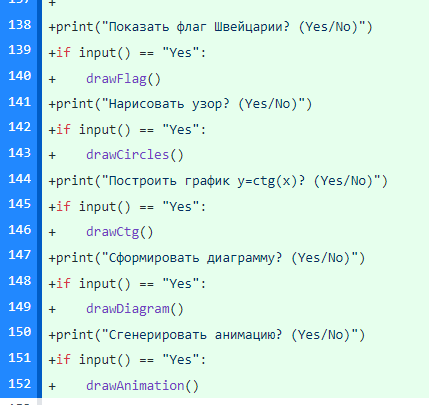 137 +
138 +print("Показать флаг Швейцарии? (Yes/No)")
139 +if input() == "Yes":
140 +    drawFlag()
141 +print("Нарисовать узор? (Yes/No)")
142 +if input() == "Yes":
143 +    drawCircles()
144 +print("Построить график y=ctg(x)? (Yes/No)")
145 +if input() == "Yes":
146 +    drawCtg()
147 +print("Сформировать диаграмму? (Yes/No)")
148 +if input() == "Yes":
149 +    drawDiagram()
150 +print("Сгенерировать анимацию? (Yes/No)")
151 +if input() == "Yes":
152 +    drawAnimation()